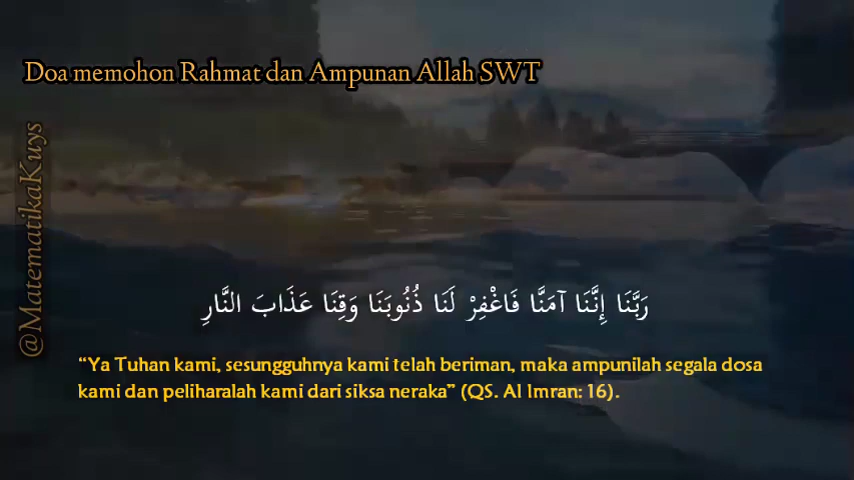 Doa memohon Rahmat dan Ampunan Allah SWT
@MatematikaKuys
رَبَّنَا إِنَّنَا آمَنَّا فَاغْفِرْ لَنَا ذُنُوبَنَا وَقِنَا عَذَابَ النَّارِ
“Ya Tuhan kami, sesungguhnya kami telah beriman, maka ampunilah segala dosa
kami dan peliharalah kami dari siksa neraka” (QS. Al Imran: 16).